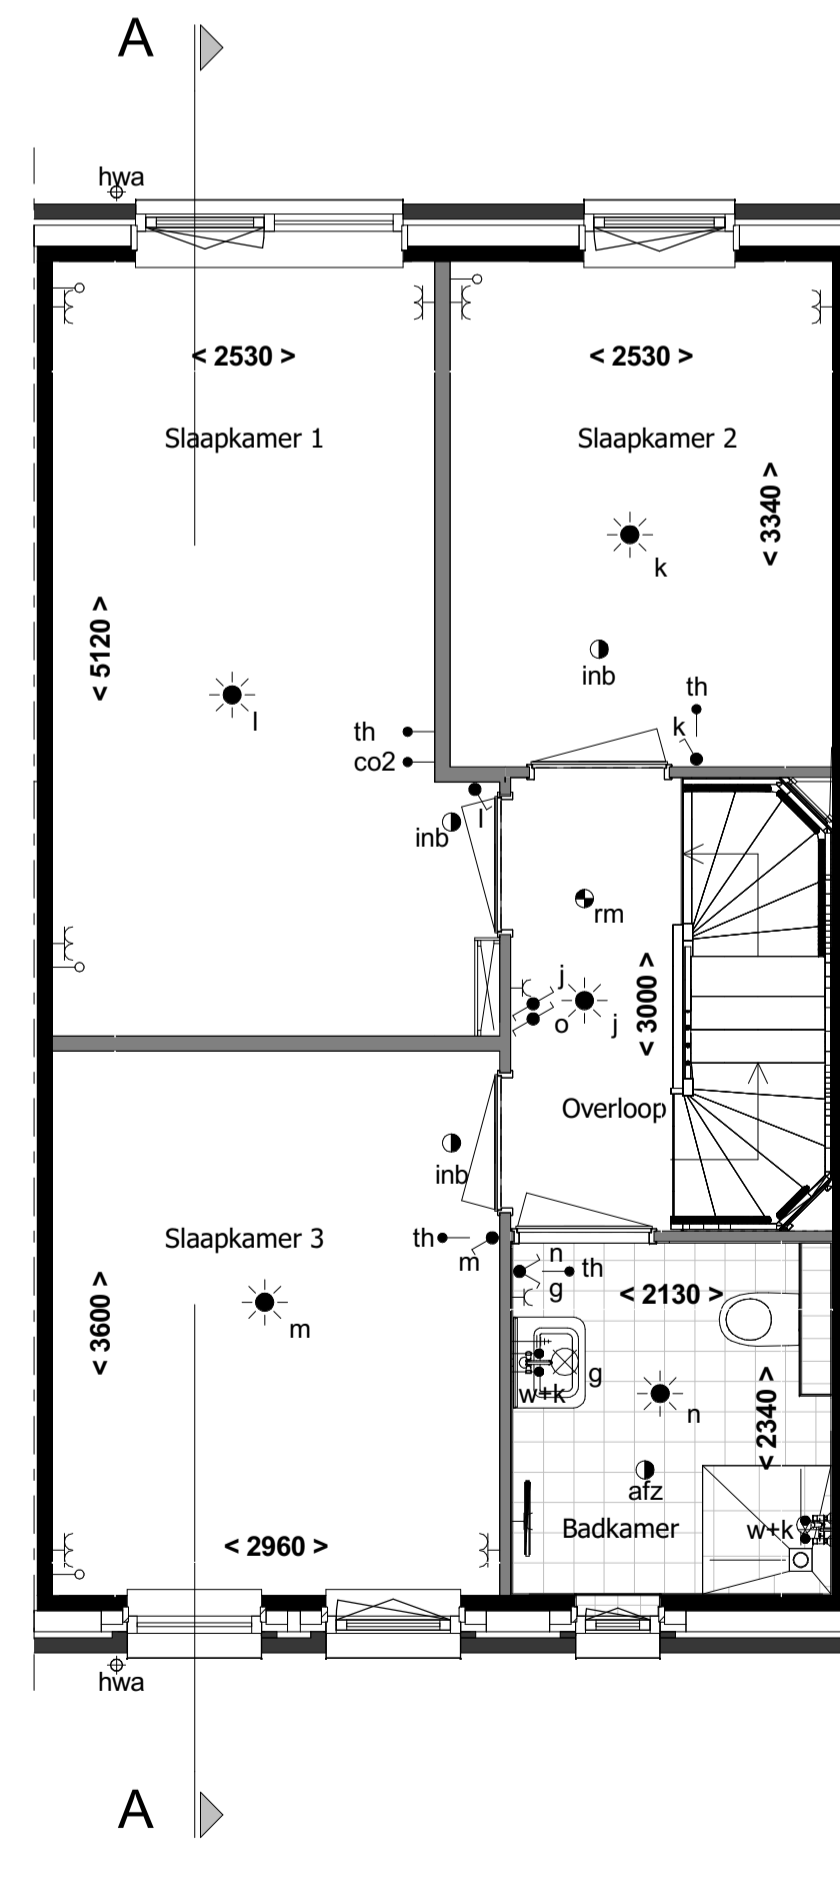 A
hwa
< 2530 >
< 2530 >
Slaapkamer 1
Slaapkamer 2
< 3340 >
k
< 5120 >
inb
th
l
k
th
co2
l
inb
rm
j
o
j
< 3000 >
Overloop
inb
Slaapkamer 3
th
m
n
th
g
< 2130 >
< 3600 >
m
g
w+k
n
< 2340 >
afz
Badkamer
w+k
< 2960 >
hwa
A